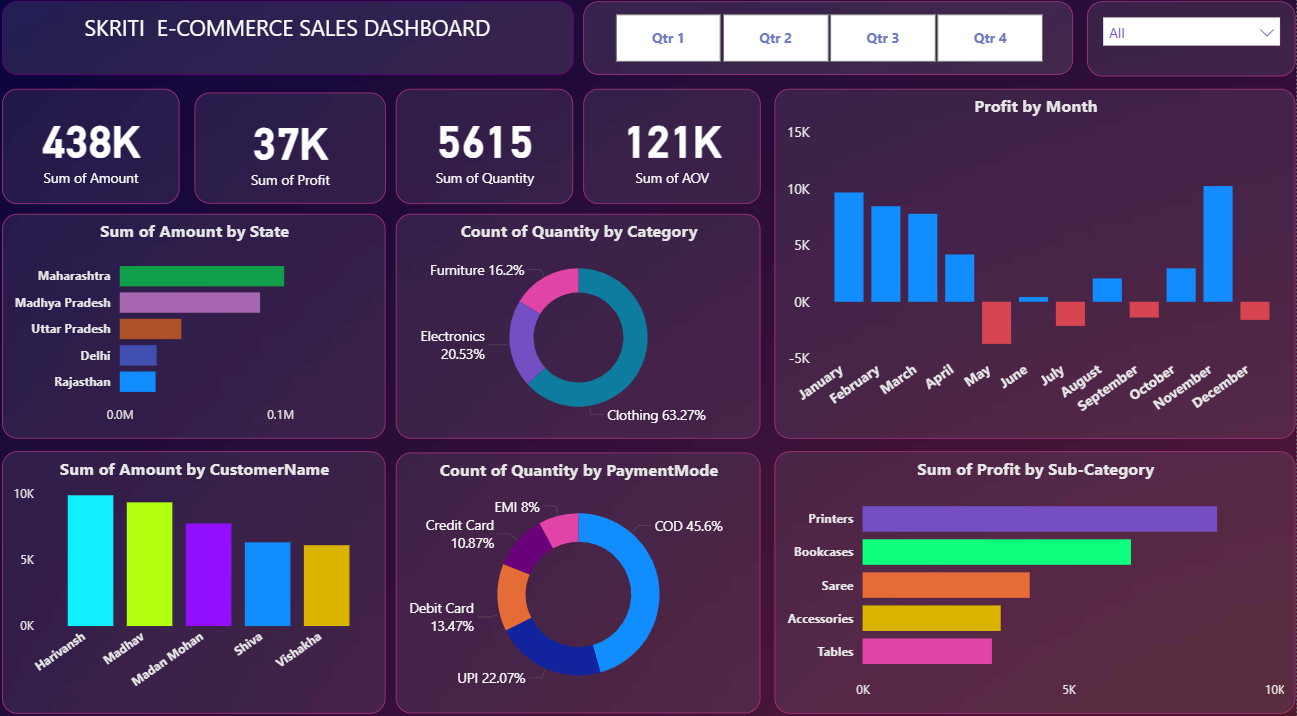 SKRITI  E-COMMERCE SALES DASHBOARD
Qtr 1
Qtr 2
Qtr 3
Qtr 4
All
438K
Sum of Amount
37K
Sum of Profit
5615
Sum of Quantity
121K
Sum of AOV
Profit by Month
15K
10K
5K
0K
-5K
January
February
March
April
May
June
July
August
September
October
November
December
Sum of Amount by State
Maharashtra
Madhya Pradesh
Uttar Pradesh
Delhi
Rajasthan
0.0M
0.1M
Count of Quantity by Category
Furniture 16.2%
Electronics
20.53%
Clothing 63.27%
Sum of Amount by CustomerName
10K
5K
0K
Harivansh
Madhav
Madan Mohan
Shiva
Vishakha
Count of Quantity by PaymentMode
EMI 8%
Credit Card
10.87%
Debit Card
13.47%
UPI 22.07%
COD 45.6%
Sum of Profit by Sub-Category
Printers
Bookcases
Saree
Accessories
Tables
0K
5K
10K